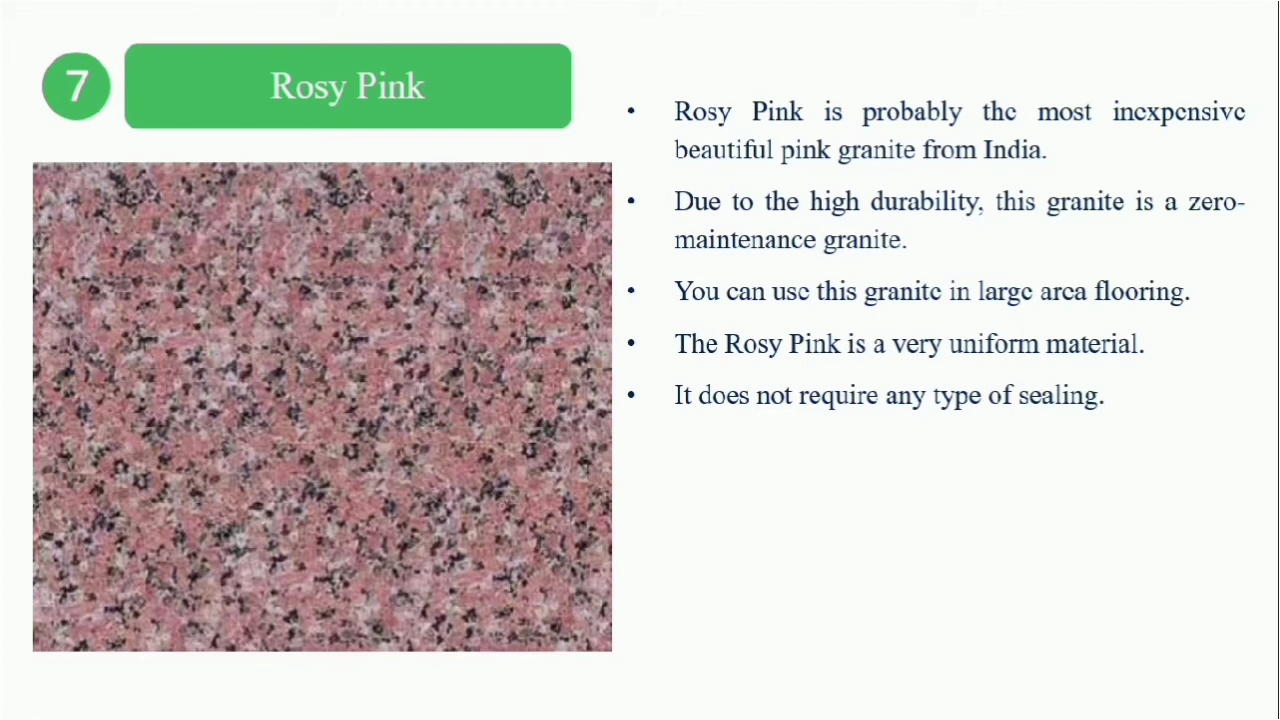 7
Rosy Pink
• Rosy Pink is probably the most inexpensive
beautiful pink granite from India.
• Due to the high durability, this granite is a zero-
maintenance granite.
• You can use this granite in large area flooring.
• The Rosy Pink is a very uniform material.
• It does not require any type of sealing.